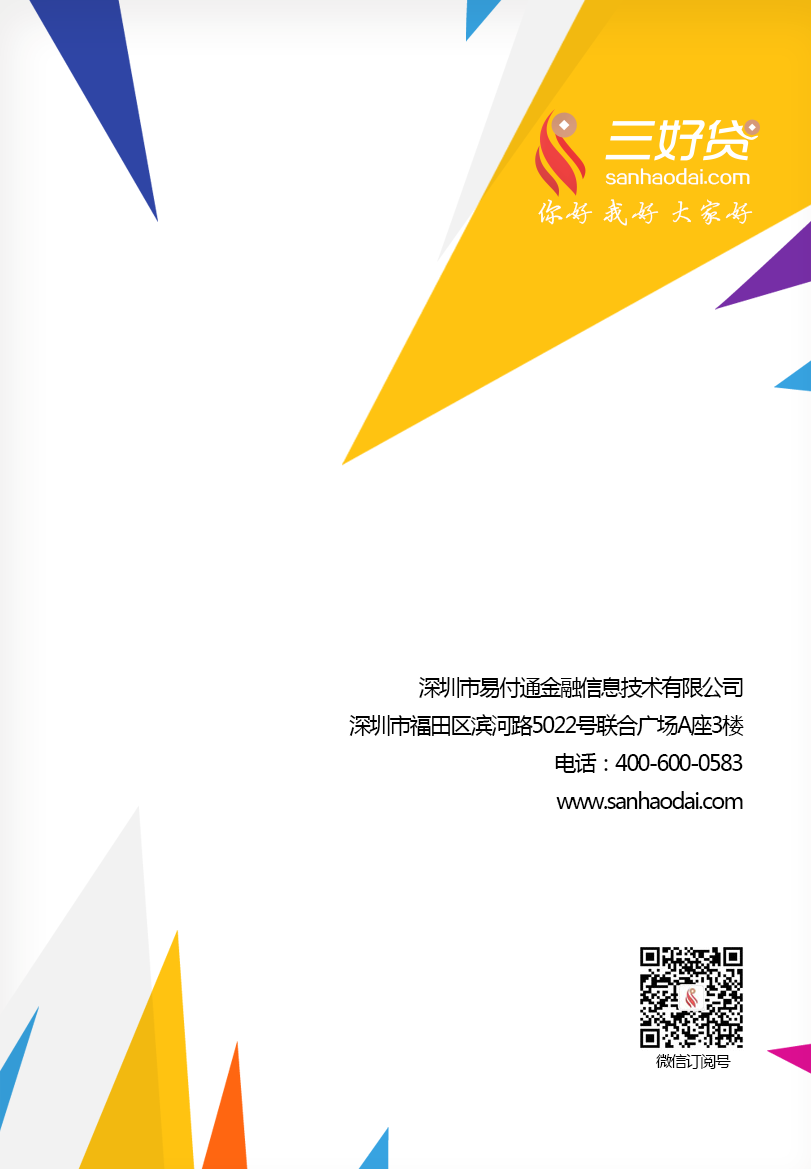 三好贷
sanhaodai.com
你好 我好 大家好
深圳市易付通金融信息技术有限公司
深圳市福田区滨河路5022号联合广场A座3楼
电话：400-600-0583
www.sanhaodai.com
微信订阅号